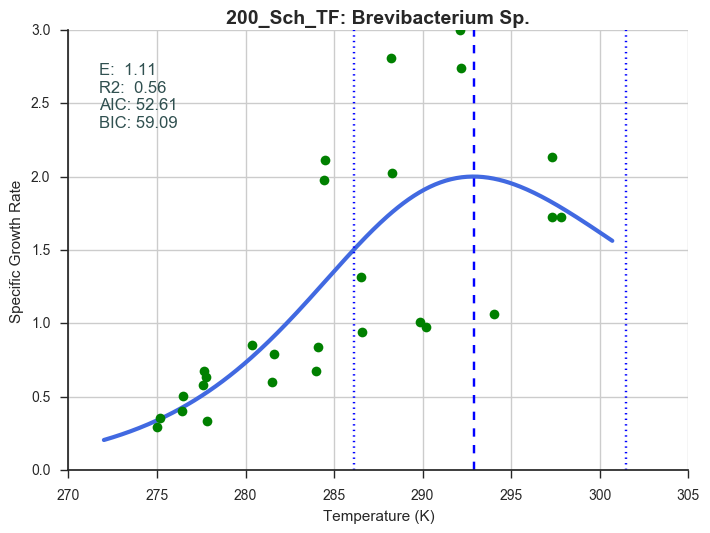 200_Sch_TF: Brevibacterium Sp.
E:  1.11
R2:  0.56
AIC: 52.61
BIC: 59.09
Specific Growth Rate
3.0
2.5
2.0
1.5
1.0
0.5
0.0
270 275 280 285 290 295 300 305
Temperature (K)